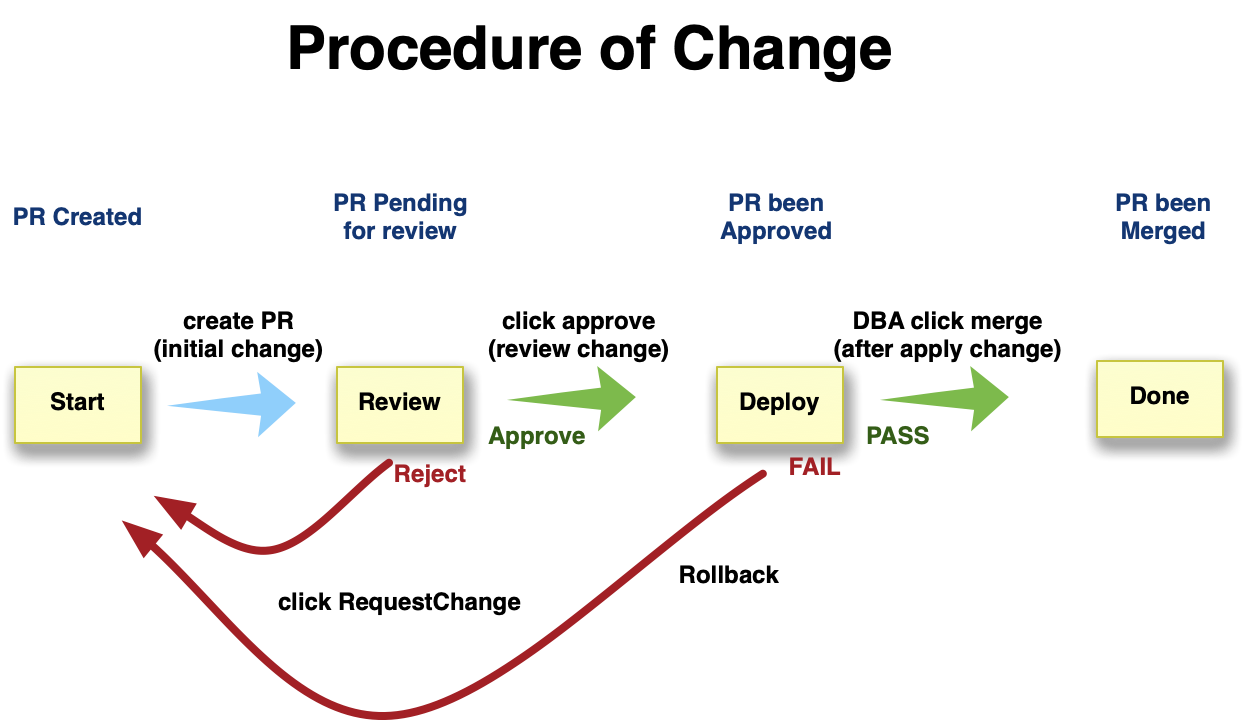 Procedure of Change
PR Created
PR Pending
for review
PR been
Approved
PR been
Merged
create PR
(initial change)
click approve
(review change)
DBA click merge
(after apply change)
Start
Review
Deploy
Done
Approve
PASS
Reject
FAIL
Rollback
click RequestChange